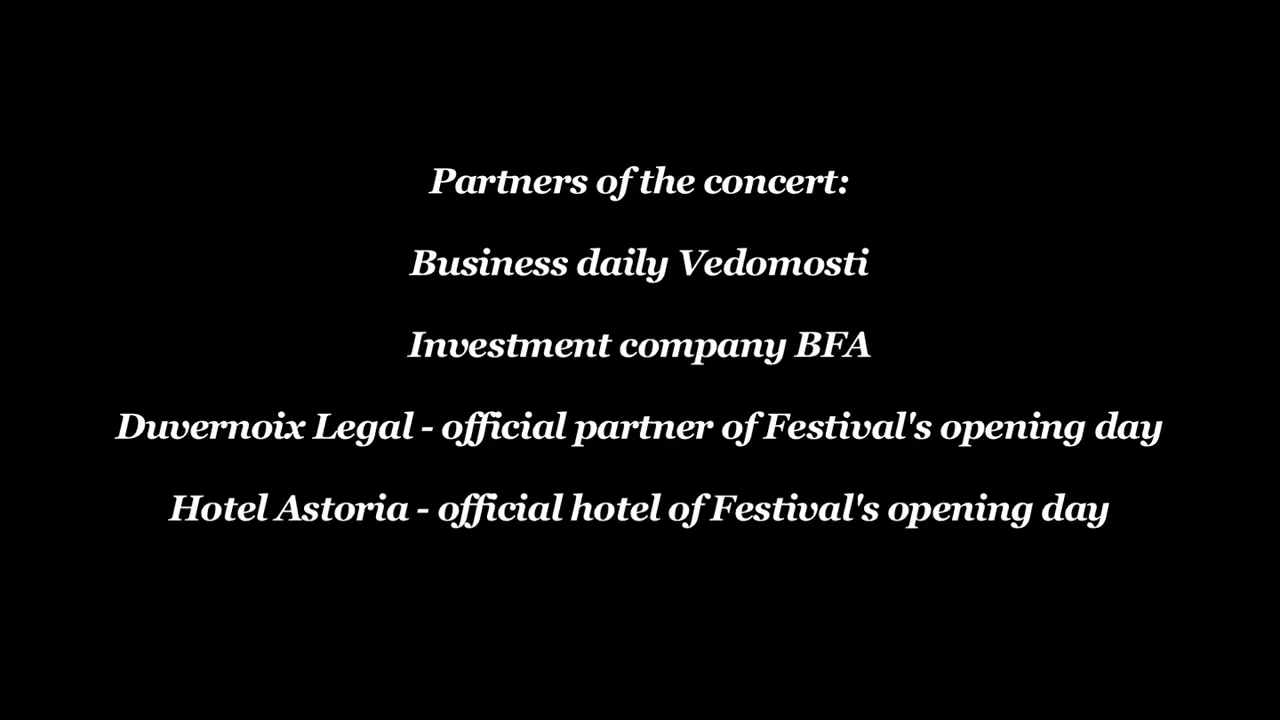 Partners of the concert:
Business daily Vedomosti
Investment company BFA
Duvernoix Legal - official partner of Festival's opening day
Hotel Astoria - official hotel of Festival's opening day